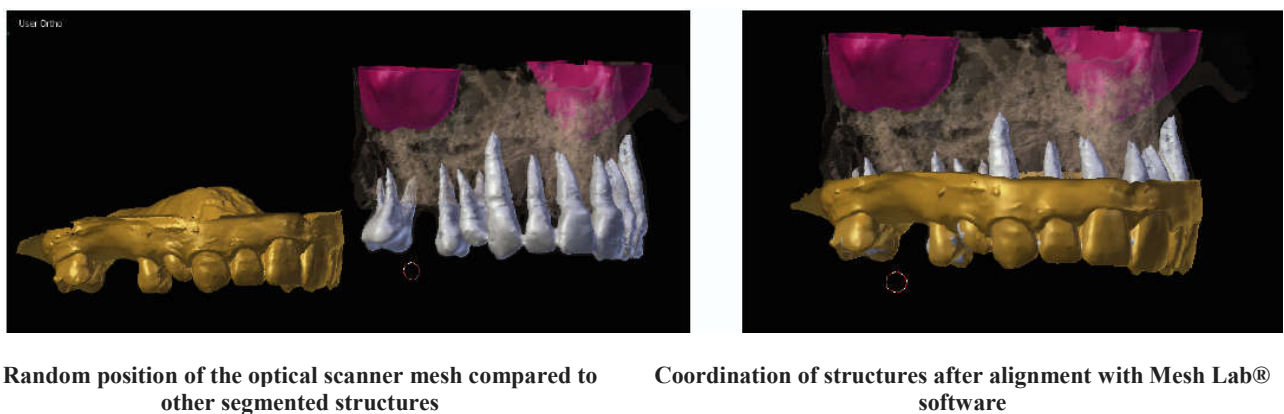 User Ortho
Random position of the optical scanner mesh compared to
other segmented structures
Coordination of structures after alignment with Mesh Lab®
software